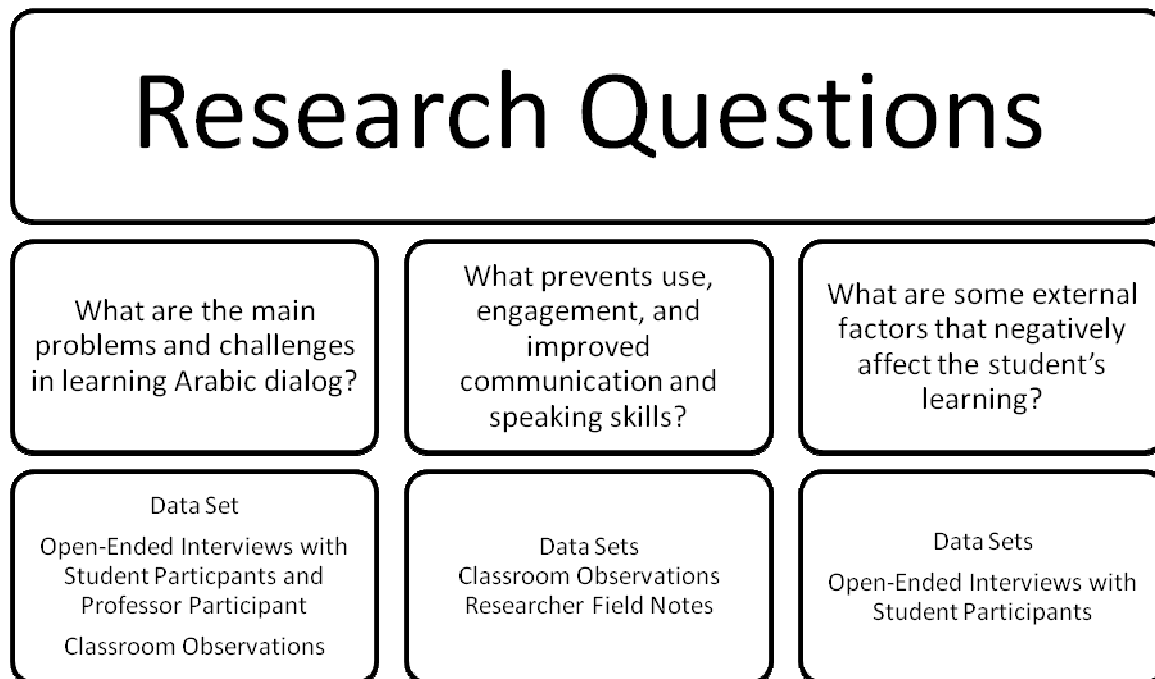 Research Questions
What are the main
problems and challenges
in learning Arabic dialog?
What prevents use,
engagement, and
improved
communication and
speaking skills?
What are some external
factors that negatively
affect the student’s
learning?
Data Set
Open-Ended Interviews with
Student Particpants and
Professor Participant
Classroom Observations
Data Sets
Classroom Observations
Researcher Field Notes
Data Sets
Open-Ended Interviews with
Student Participants